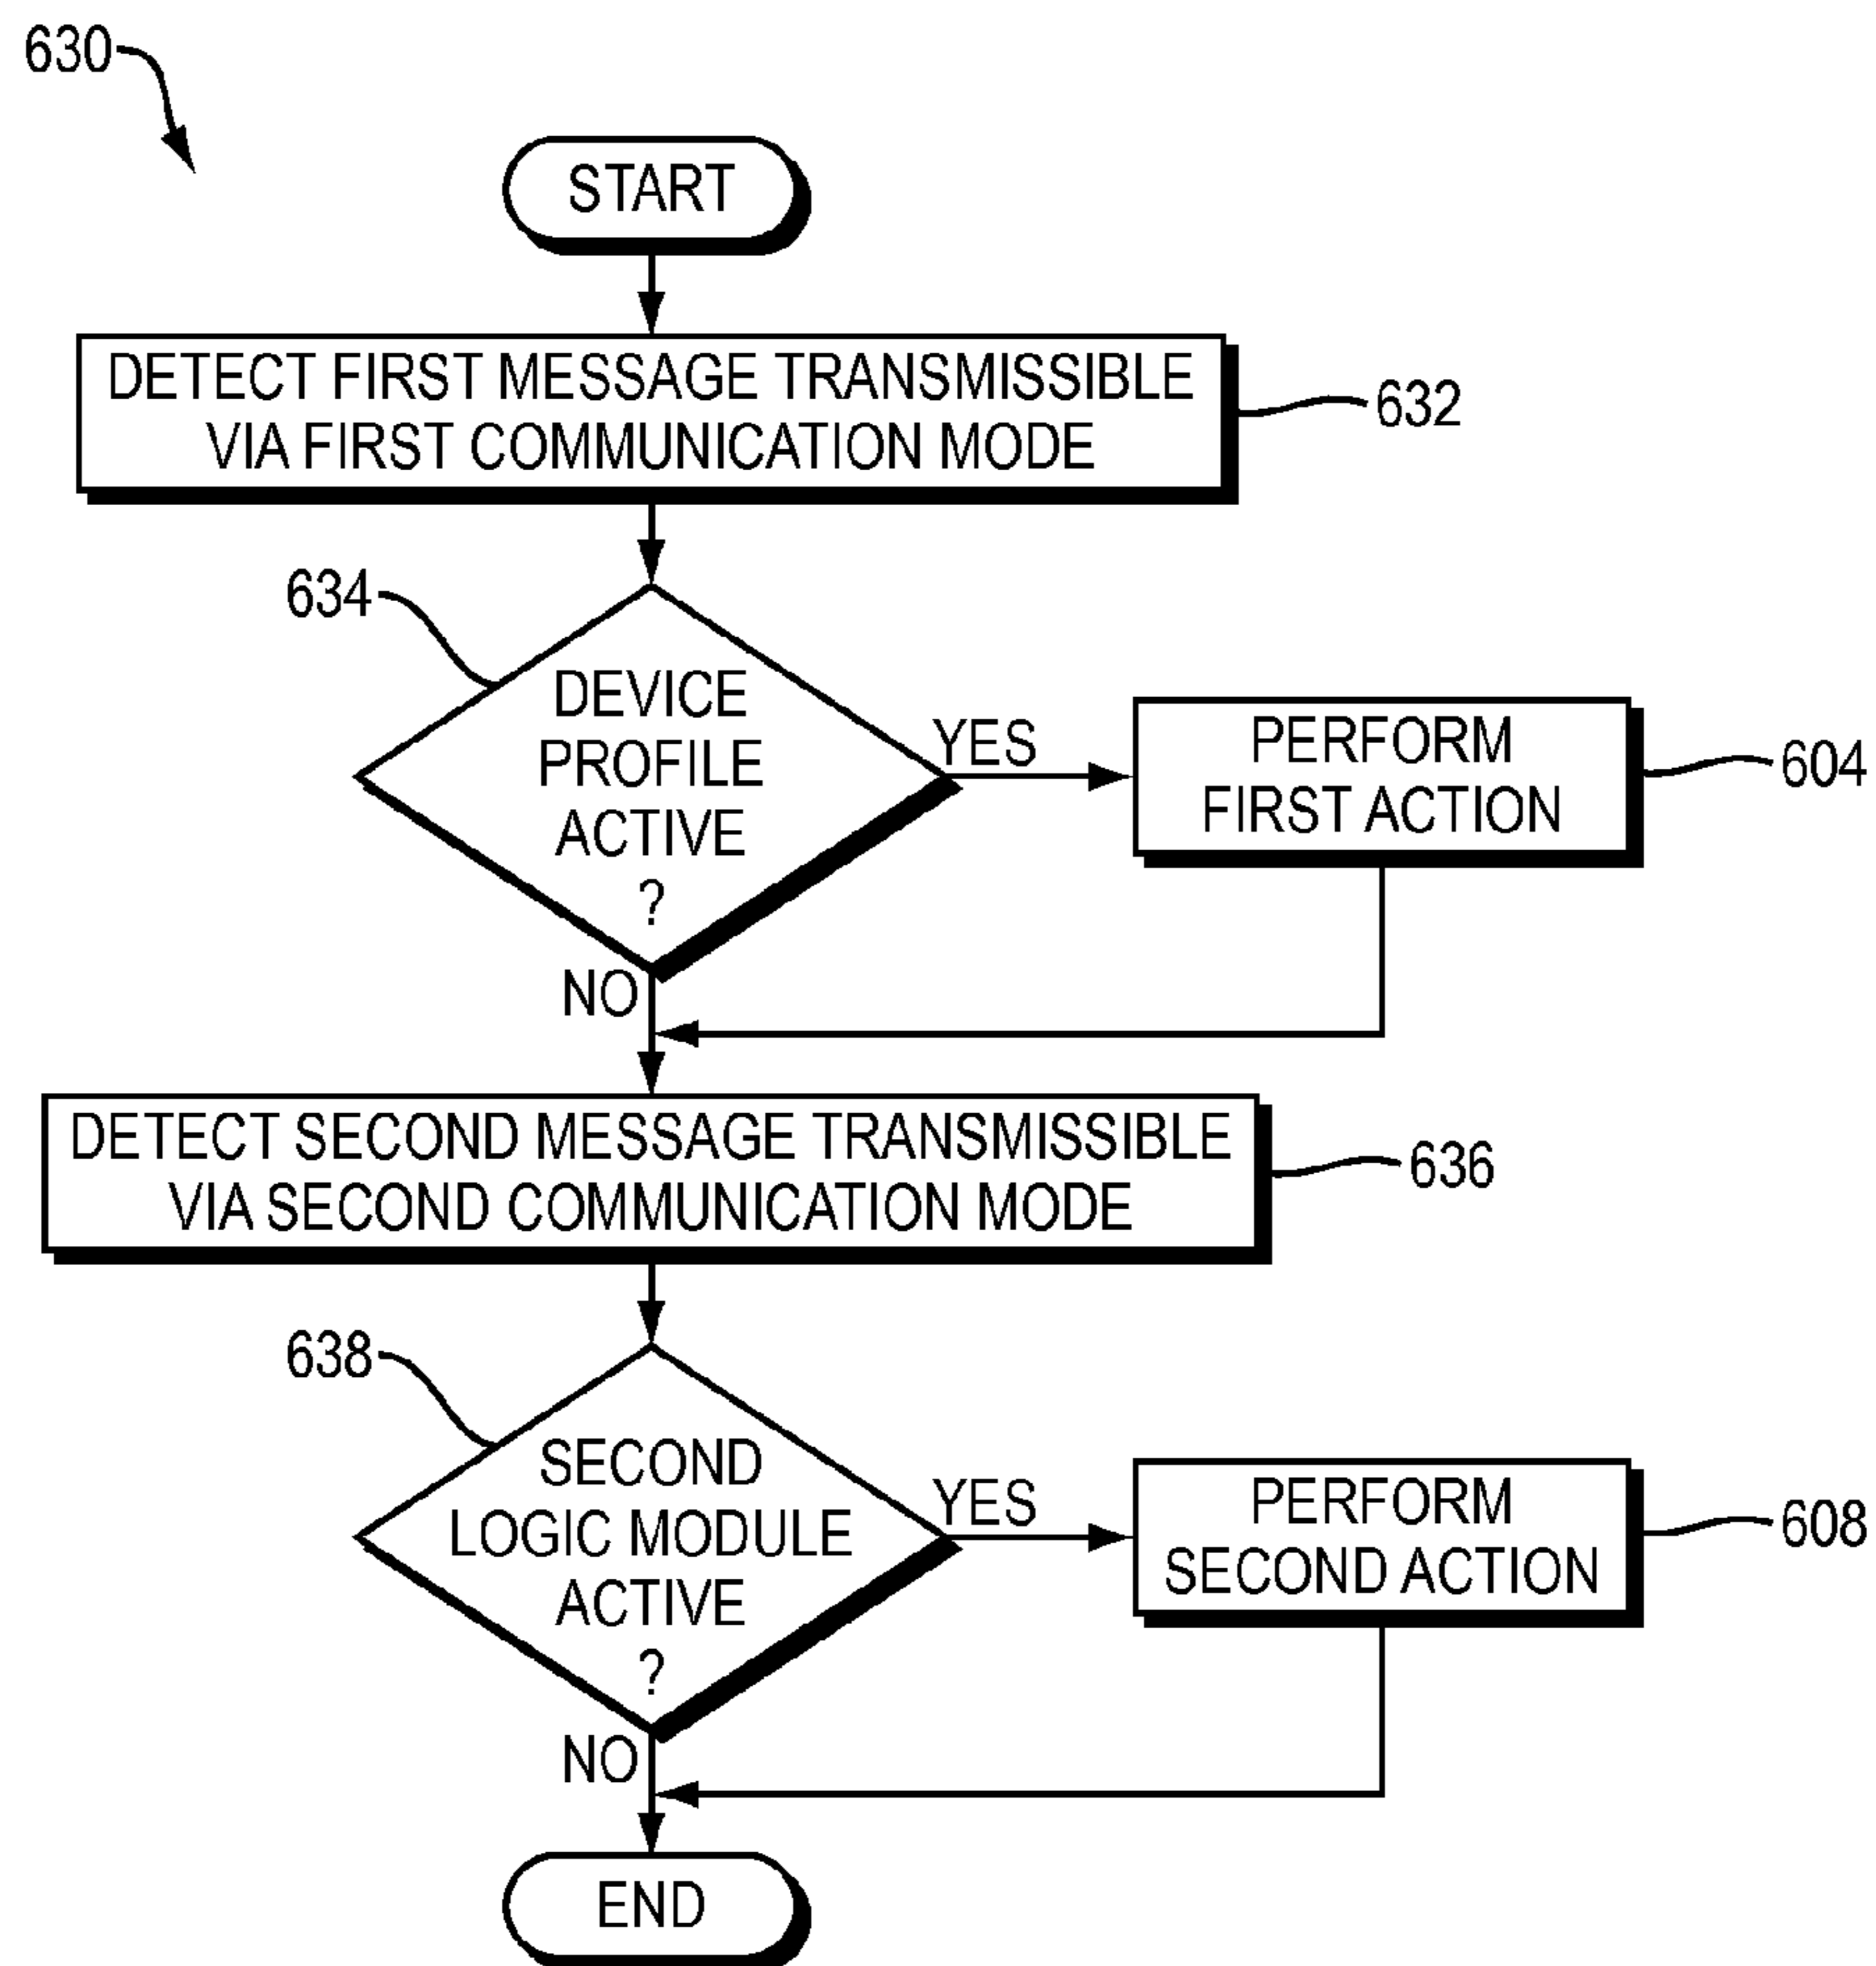 630
START
DETECT FIRST MESSAGE TRANSMISSIBLE
VIA FIRST COMMUNICATION MODE
632
634
DEVICE
PROFILE
ACTIVE
?
YES
PERFORM
FIRST ACTION
604
NO
DETECT SECOND MESSAGE TRANSMISSIBLE
VIA SECOND COMMUNICATION MODE
636
638
SECOND
LOGIC MODULE
ACTIVE
?
YES
PERFORM
SECOND ACTION
608
NO
END